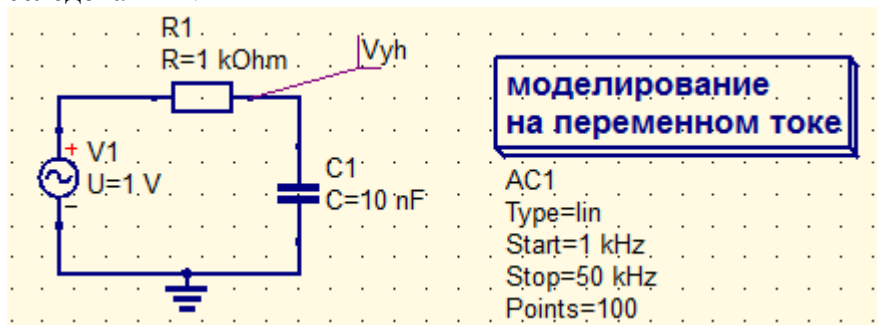 R1
R=1 kOhm
Vyh
моделирование
на переменном токе
+ V1
U=1 V
–
C1
C=10 nF
AC1
Type=lin
Start=1 kHz
Stop=50 kHz
Points=100